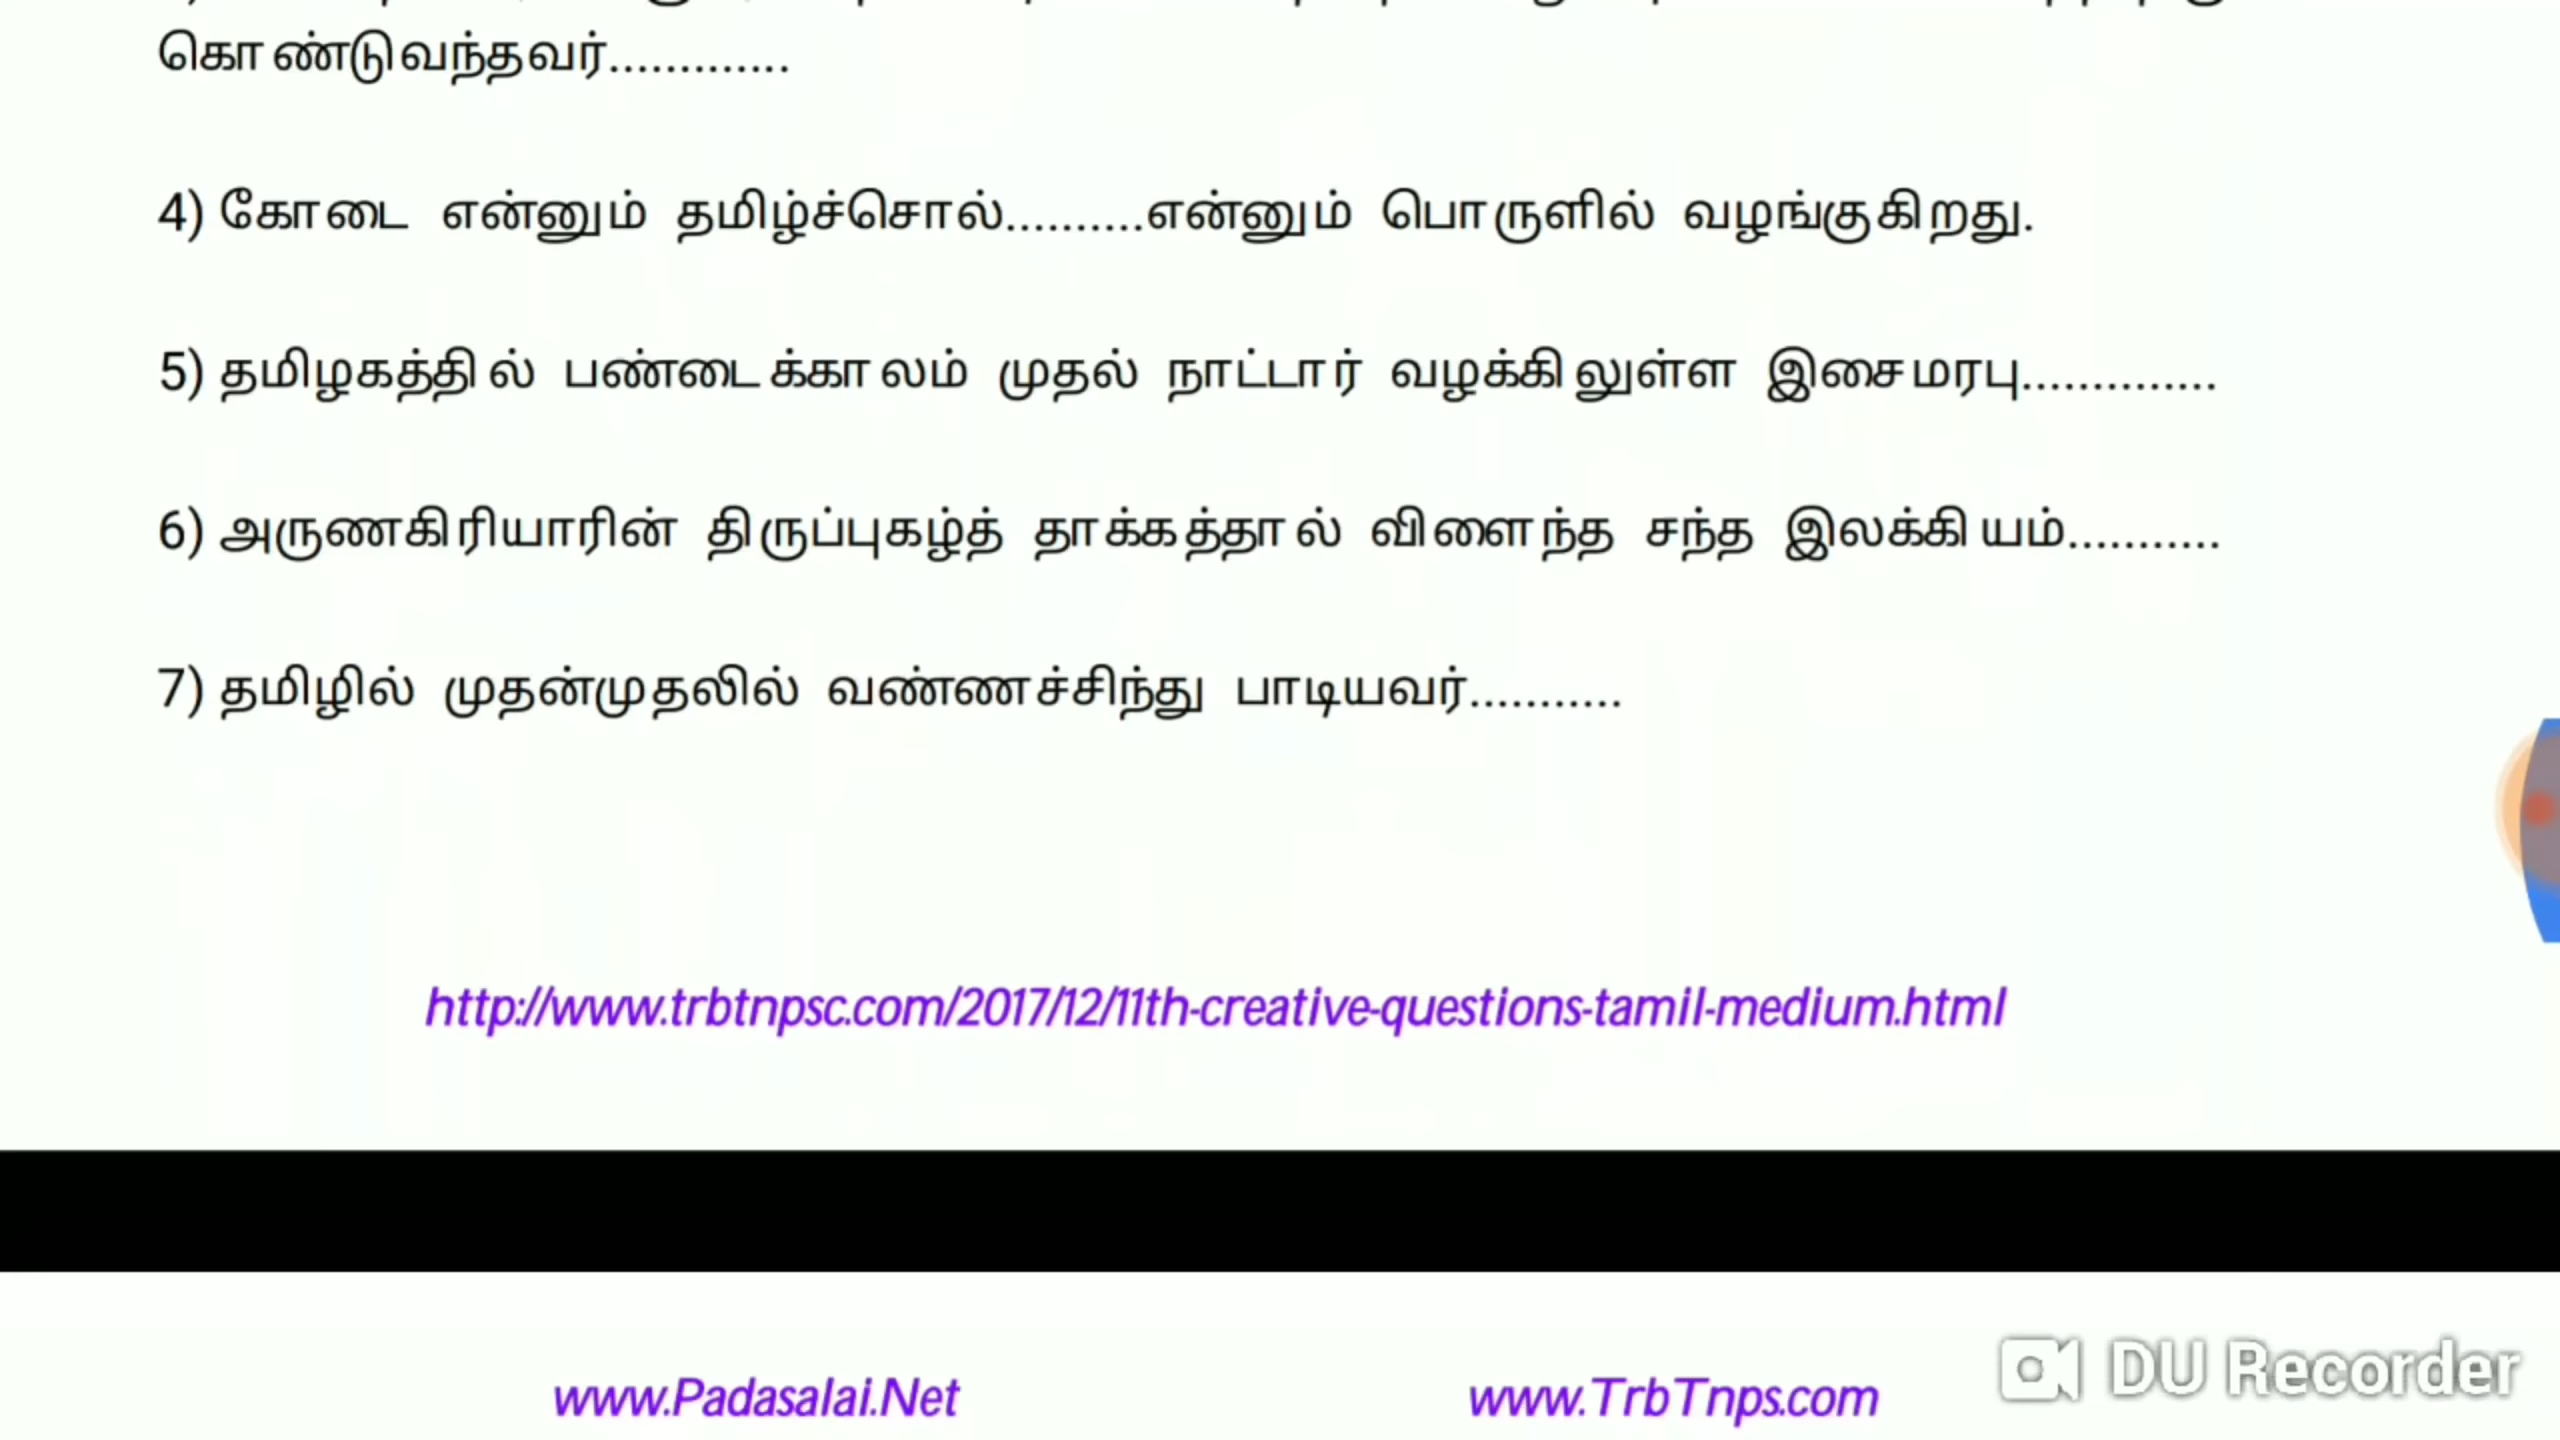 கொண்டுவந்தவர்.............
4) கோடை என்னும் தமிழ்ச்சொல்..........என்னும் பொருளில் வழங்குகிறது.
5) தமிழகத்தில் பண்டைக்காலம் முதல் நாட்டார் வழக்கிலுள்ள இசைமரபு..............
6) அருணகிரியாரின் திருப்புகழ்த் தாக்கத்தால் விளைந்த சந்த இலக்கியம்...........
7) தமிழில் முதன்முதலில் வண்ணச்சிந்து பாடியவர்...........
http://www.trbtnpsc.com/2017/12/11th-creative-questions-tamil-medium.html
www.Padasalai.Net www.TrbTnps.com
DU Recorder